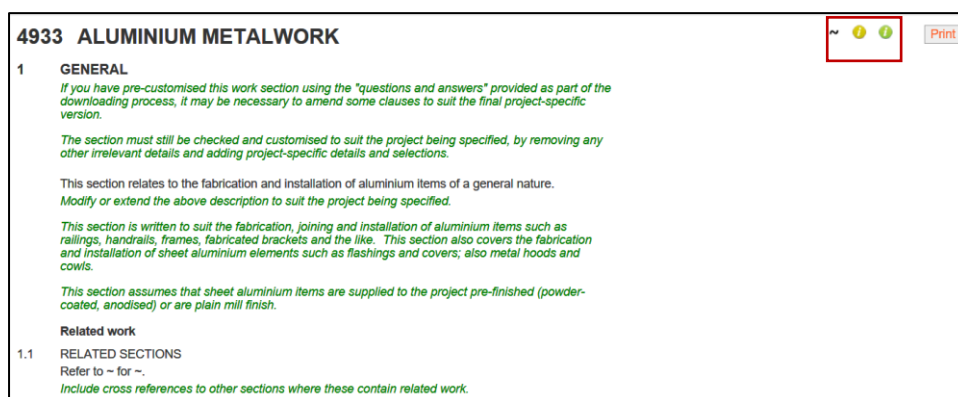 4933 ALUMINIUM METALWORK
~ i i Print
1 GENERAL
If you have pre-customised this work section using the "questions and answers" provided as part of the
downloading process, it may be necessary to amend some clauses to suit the final project-specific
version.
The section must still be checked and customised to suit the project being specified, by removing any
other irrelevant details and adding project-specific details and selections.
This section relates to the fabrication and installation of aluminium items of a general nature.
Modify or extend the above description to suit the project being specified.
This section is written to suit the fabrication, joining and installation of aluminium items such as
railings, handrails, frames, fabricated brackets and the like.  This section also covers the fabrication
and installation of sheet aluminium elements such as flashings and covers; also metal hoods and
cowls.
This section assumes that sheet aluminium items are supplied to the project pre-finished (powder-
coated, anodised) or are plain mill finish.
Related work
1.1 RELATED SECTIONS
Refer to ~ for ~.
Include cross references to other sections where these contain related work.